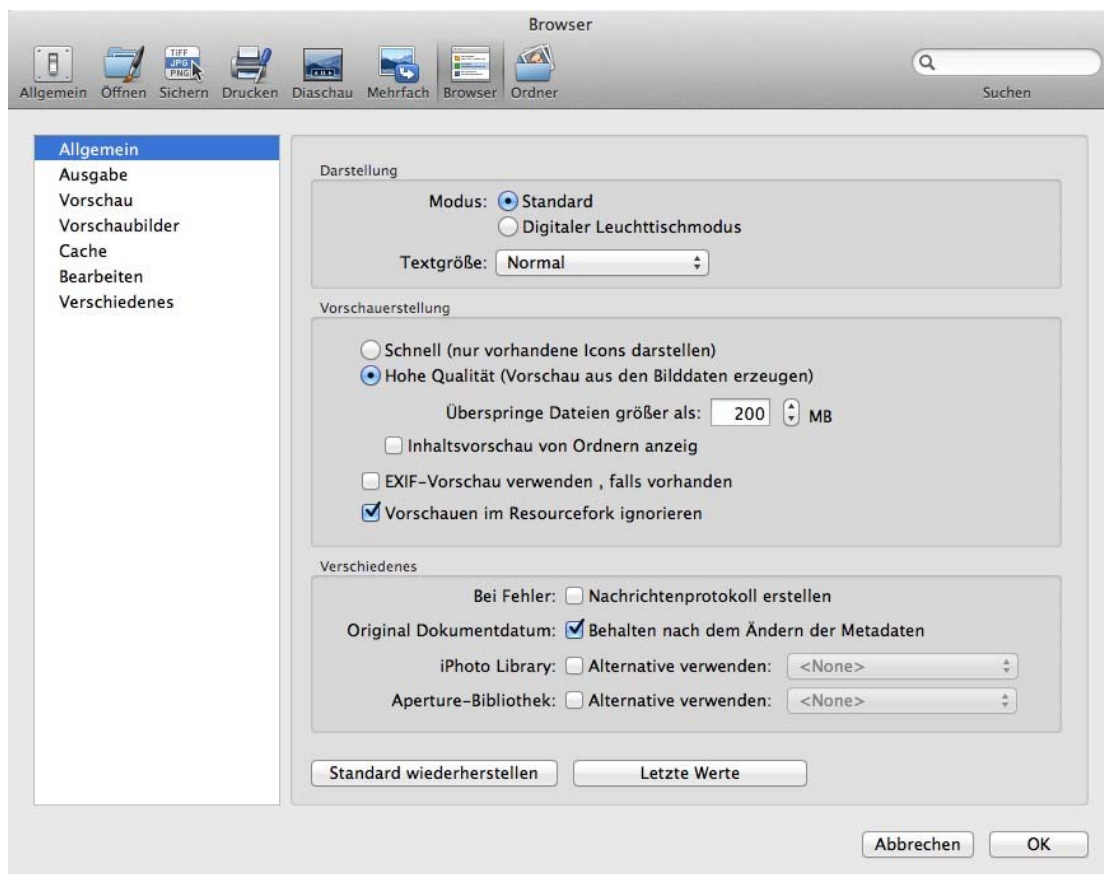 Browser
TIFF
JPG
PNG
Allgemein Öffnen Sichern Drucken Diaschau Mehrfach Browser Ordner Suchen
Allgemein
Ausgabe
Vorschau
Vorschaubilder
Cache
Bearbeiten
Verschiedenes
Darstellung
Modus: Standard
Digitaler Leuchttischmodus
Textgröße: Normal
Vorschauerstellung
Schnell (nur vorhandene Icons darstellen)
Hohe Qualität (Vorschau aus den Bilddaten erzeugen)
Überspringe Dateien größer als: 200 MB
Inhaltsvorschau von Ordnern anzeig
EXIF-Vorschau verwenden , falls vorhanden
Vorschauen im Resourcefork ignorieren
Verschiedenes
Bei Fehler: Nachrichtenprotokoll erstellen
Original Dokumentdatum: Behalten nach dem Ändern der Metadaten
iPhoto Library: Alternative verwenden: <None>
Aperture-Bibliothek: Alternative verwenden: <None>
Standard wiederherstellen Letzte Werte
Abbrechen OK